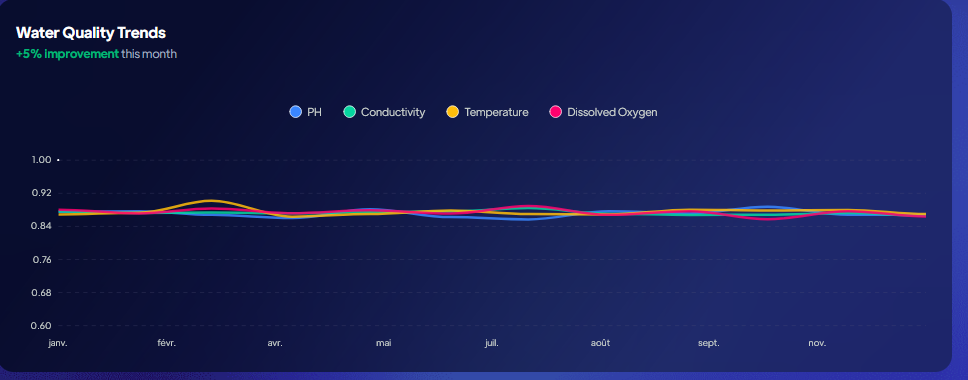 Water Quality Trends
+5% improvement this month
PH Conductivity Temperature Dissolved Oxygen
1.00
0.92
0.84
0.76
0.68
0.60
janv. févr. avr. mai juil. août sept. nov.